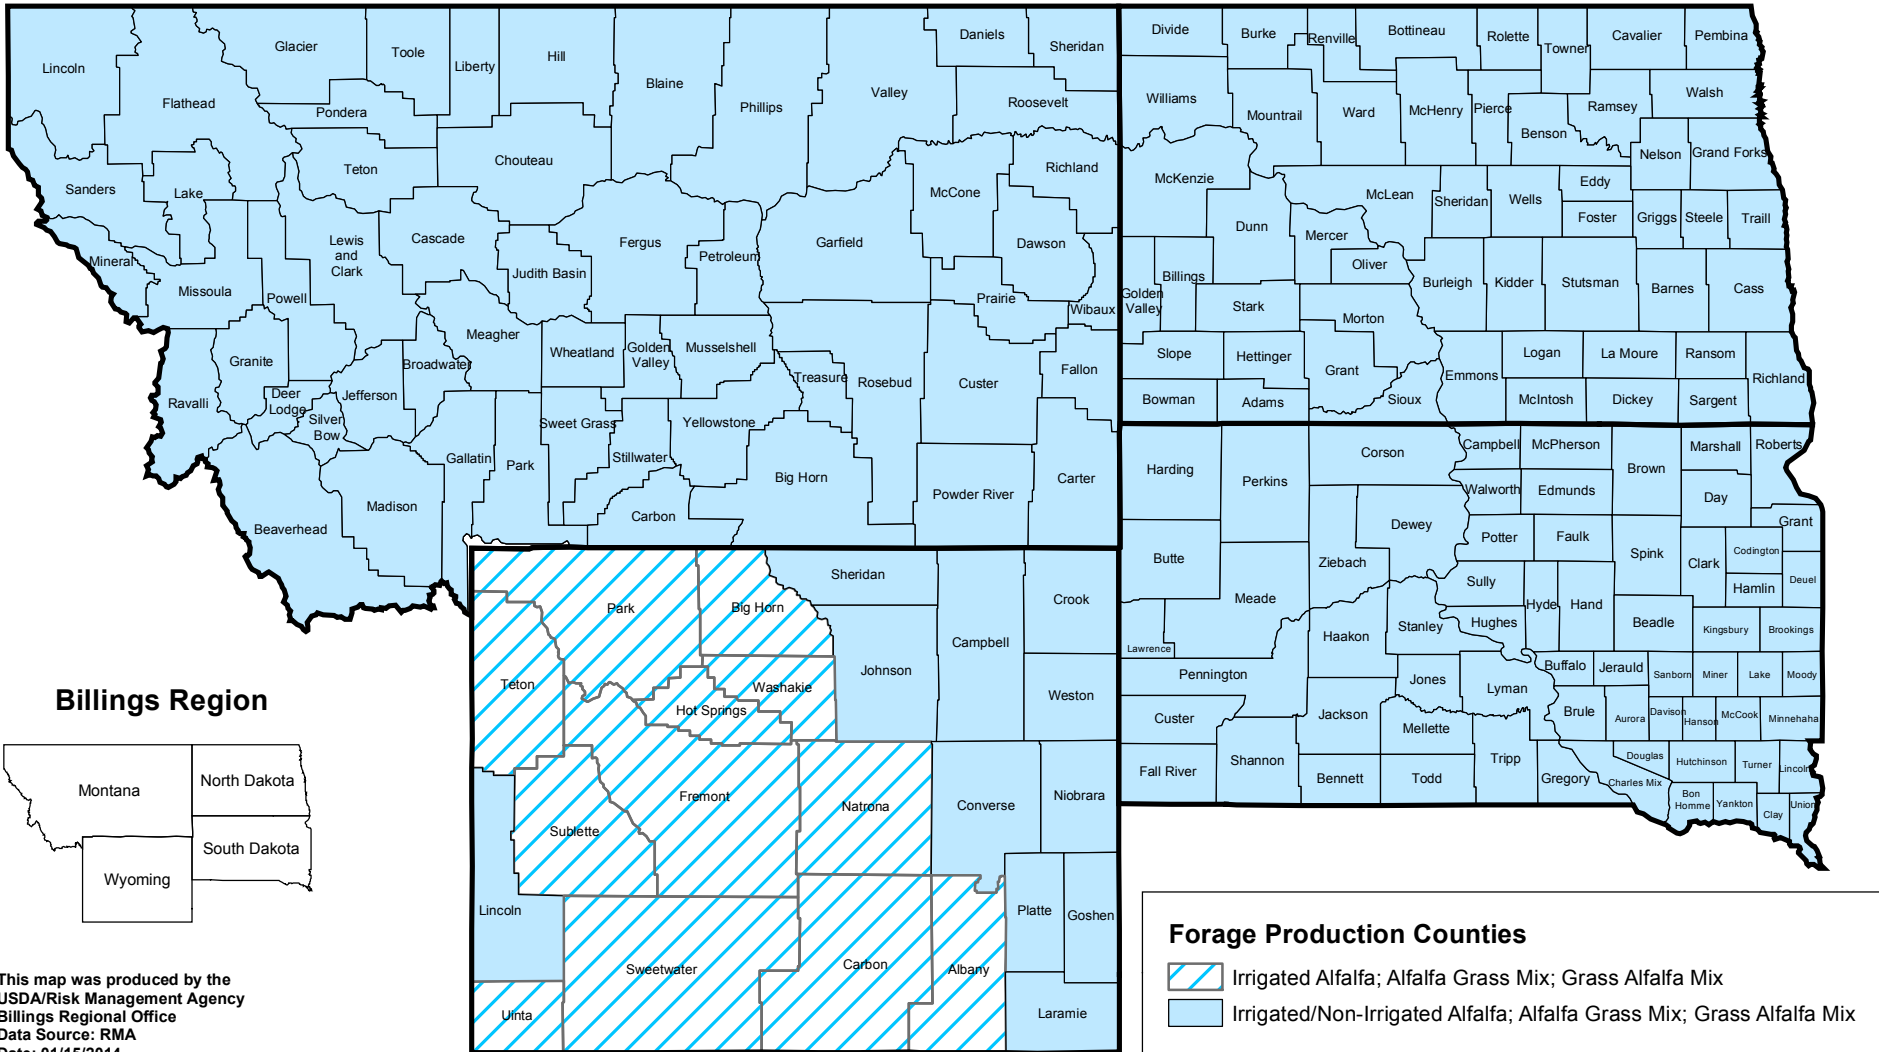 Lincoln
Flathead
Glacier
Toole
Liberty
Hill
Blaine
Phillips
Valley
Daniels
Sheridan
Roosevelt
Pondera
Teton
Chouteau
Richland
McCone
Sanders
Lake
Lewis
and
Clark
Cascade
Fergus
Petroleum
Garfield
Dawson
Mineral
Missoula
Powell
Judith Basin
Prairie
Wibaux
Meagher
Wheatland
Golden
Valley
Musselshell
Granite
Broadwater
Treasure
Rosebud
Custer
Fallon
Ravalli
Deer
Lodge
Silver
Bow
Jefferson
Sweet Grass
Yellowstone
Gallatin
Park
Stillwater
Big Horn
Powder River
Carter
Madison
Carbon
Beaverhead
Divide
Burke
Renville
Bottineau
Rolette
Towner
Cavalier
Pembina
Williams
Mountrail
Ward
McHenry
Pierce
Benson
Ramsey
Walsh
Nelson
Grand Forks
McKenzie
McLean
Sheridan
Wells
Eddy
Foster
Griggs
Steele
Traill
Dunn
Mercer
Oliver
Golden
Valley
Billings
Stark
Morton
Burleigh
Kidder
Stutsman
Barnes
Cass
Slope
Hettinger
Grant
Emmons
Logan
La Moure
Ransom
Richland
Bowman
Adams
Sioux
McIntosh
Dickey
Sargent
Harding
Perkins
Corson
Campbell
McPherson
Brown
Marshall
Roberts
Walworth
Edmunds
Day
Butte
Dewey
Ziebach
Potter
Faulk
Spink
Grant
Clark
Codington
Deuel
Hamlin
Meade
Sully
Hyde
Hand
Haakon
Stanley
Hughes
Beadle
Kingsbury
Brookings
Lawrence
Pennington
Jones
Lyman
Buffalo
Jerauld
Sanborn
Miner
Lake
Moody
Custer
Jackson
Mellette
Brule
Aurora
Davison
Hanson
McCook
Minnehaha
Fall River
Shannon
Bennett
Todd
Tripp
Gregory
Douglas
Charles Mix
Hutchinson
Turner
Lincoln
Bon
Homme
Yankton
Clay
Union
Park
Big Horn
Sheridan
Crook
Teton
Washakie
Johnson
Campbell
Weston
Hot Springs
Fremont
Natrona
Converse
Niobrara
Sublette
Lincoln
Sweetwater
Carbon
Albany
Platte
Goshen
Uinta
Laramie
Billings Region
Montana
North Dakota
South Dakota
Wyoming
This map was produced by the
USDA/Risk Management Agency
Billings Regional Office
Data Source: RMA
Date: 01/15/2014
Forage Production Counties
Irrigated Alfalfa; Alfalfa Grass Mix; Grass Alfalfa Mix
Irrigated/Non-Irrigated Alfalfa; Alfalfa Grass Mix; Grass Alfalfa Mix